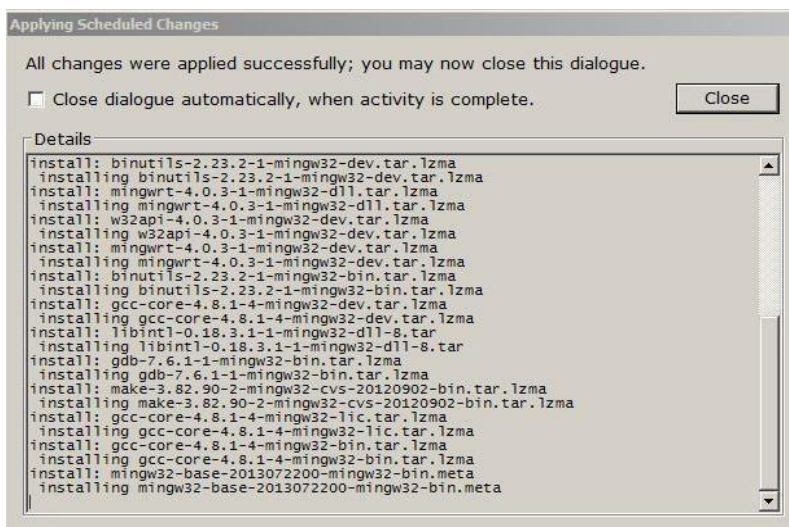 Applying Scheduled Changes
All changes were applied successfully; you may now close this dialogue.
Close dialogue automatically, when activity is complete.
Close
Details
install: binutils-2.23.2-1-mingw32-dev.tar.lzma
installing binutils-2.23.2-1-mingw32-dev.tar.lzma
install: mingwrt-4.0.3-1-mingw32-dll.tar.lzma
installing mingwrt-4.0.3-1-mingw32-dll.tar.lzma
install: w32api-4.0.3-1-mingw32-dev.tar.lzma
installing w32api-4.0.3-1-mingw32-dev.tar.lzma
install: mingwrt-4.0.3-1-mingw32-dev.tar.lzma
installing mingwrt-4.0.3-1-mingw32-dev.tar.lzma
install: binutils-2.23.2-1-mingw32-bin.tar.lzma
installing binutils-2.23.2-1-mingw32-bin.tar.lzma
install: gcc-core-4.8.1-4-mingw32-dev.tar.lzma
installing gcc-core-4.8.1-4-mingw32-dev.tar.lzma
install: libintl-0.18.3.1-1-mingw32-dll-8.tar
installing libintl-0.18.3.1-1-mingw32-dll-8.tar
install: gdb-7.6.1-1-mingw32-bin.tar.lzma
installing gdb-7.6.1-1-mingw32-bin.tar.lzma
install: make-3.82.90-2-mingw32-cvs-20120902-bin.tar.lzma
installing make-3.82.90-2-mingw32-cvs-20120902-bin.tar.lzma
install: gcc-core-4.8.1-4-mingw32-lic.tar.lzma
installing gcc-core-4.8.1-4-mingw32-lic.tar.lzma
install: gcc-core-4.8.1-4-mingw32-bin.tar.lzma
installing gcc-core-4.8.1-4-mingw32-bin.tar.lzma
install: mingw32-base-2013072200-mingw32-bin.meta
installing mingw32-base-2013072200-mingw32-bin.meta